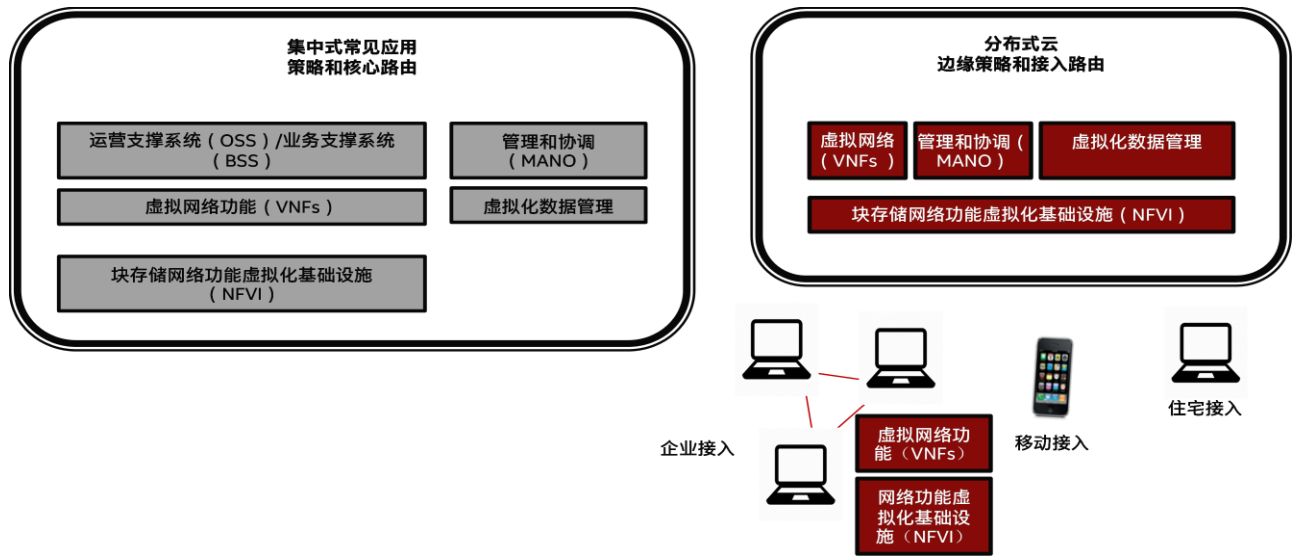 集中式常见应用
策略和核心路由
运营支撑系统（OSS）/业务支撑系统
（BSS）
管理和协调
（MANO）
虚拟网络功能（VNFs）
虚拟化数据管理
块存储网络功能虚拟化基础设施
（NFVI）
分布式云
边缘策略和接入路由
虚拟网络
（VNFs ）
管理和协调（
MANO）
虚拟化数据管理
块存储网络功能虚拟化基础设施（NFVI）
企业接入
虚拟网络功
能（VNFs）
网络功能虚
拟化基础设
施（NFVI）
移动接入
住宅接入